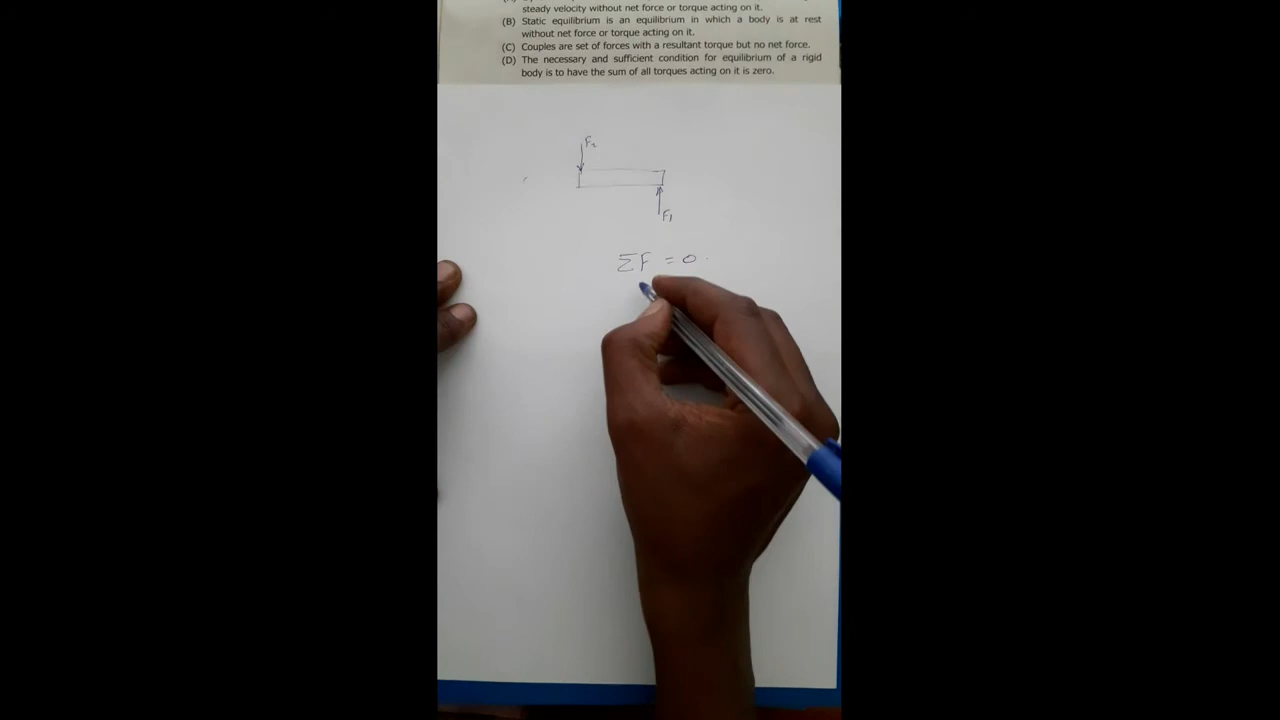 steady velocity without net force or torque acting on it.
(B) Static equilibrium is an equilibrium in which a body is at rest
without net force or torque acting on it.
(C) Couples are set of forces with a resultant torque but no net force.
(D) The necessary and sufficient condition for equilibrium of a rigid
body is to have the sum of all torques acting on it is zero.
F₂
F₁
ΣF = 0